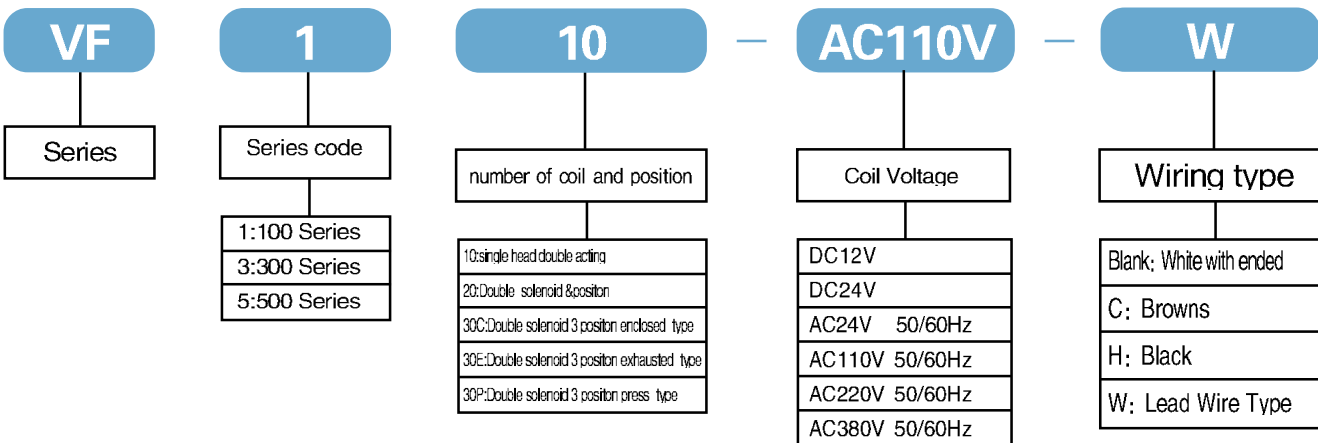 VF 1 10 — AC110V — W
Series
Series code
1:100 Series
3:300 Series
5:500 Series
number of coil and position
10:single head double acting
20:Double solenoid &positon
30C:Double solenoid 3 positon enclosed type
30E:Double solenoid 3 positon exhausted type
30P:Double solenoid 3 positon press type
Coil Voltage
DC12V
DC24V
AC24V 50/60Hz
AC110V 50/60Hz
AC220V 50/60Hz
AC380V 50/60Hz
Wiring type
Blank: White with ended
C: Browns
H: Black
W: Lead Wire Type